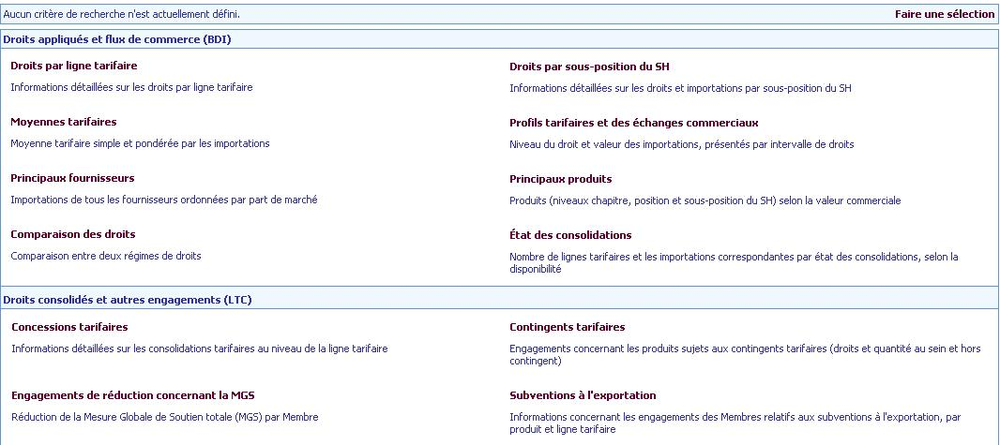 Aucun critère de recherche n'est actuellement défini.
Faire une sélection
Droits appliqués et flux de commerce (BDI)
Droits par ligne tarifaire
Informations détaillées sur les droits par ligne tarifaire
Droits par sous-position du SH
Informations détaillées sur les droits et importations par sous-position du SH
Moyennes tarifaires
Moyenne tarifaire simple et pondérée par les importations
Profils tarifaires et des échanges commerciaux
Niveau du droit et valeur des importations, présentés par intervalle de droits
Principaux fournisseurs
Importations de tous les fournisseurs ordonnées par part de marché
Principaux produits
Produits (niveaux chapitre, position et sous-position du SH) selon la valeur commerciale
Comparaison des droits
Comparaison entre deux régimes de droits
État des consolidations
Nombre de lignes tarifaires et les importations correspondantes par état des consolidations, selon la
disponibilité
Droits consolidés et autres engagements (LTC)
Concessions tarifaires
Informations détaillées sur les consolidations tarifaires au niveau de la ligne tarifaire
Contingents tarifaires
Engagements concernant les produits sujets aux contingents tarifaires (droits et quantité au sein et hors
contingent)
Engagements de réduction concernant la MGS
Réduction de la Mesure Globale de Soutien totale (MGS) par Membre
Subventions à l'exportation
Informations concernant les engagements des Membres relatifs aux subventions à l'exportation, par
produit et ligne tarifaire